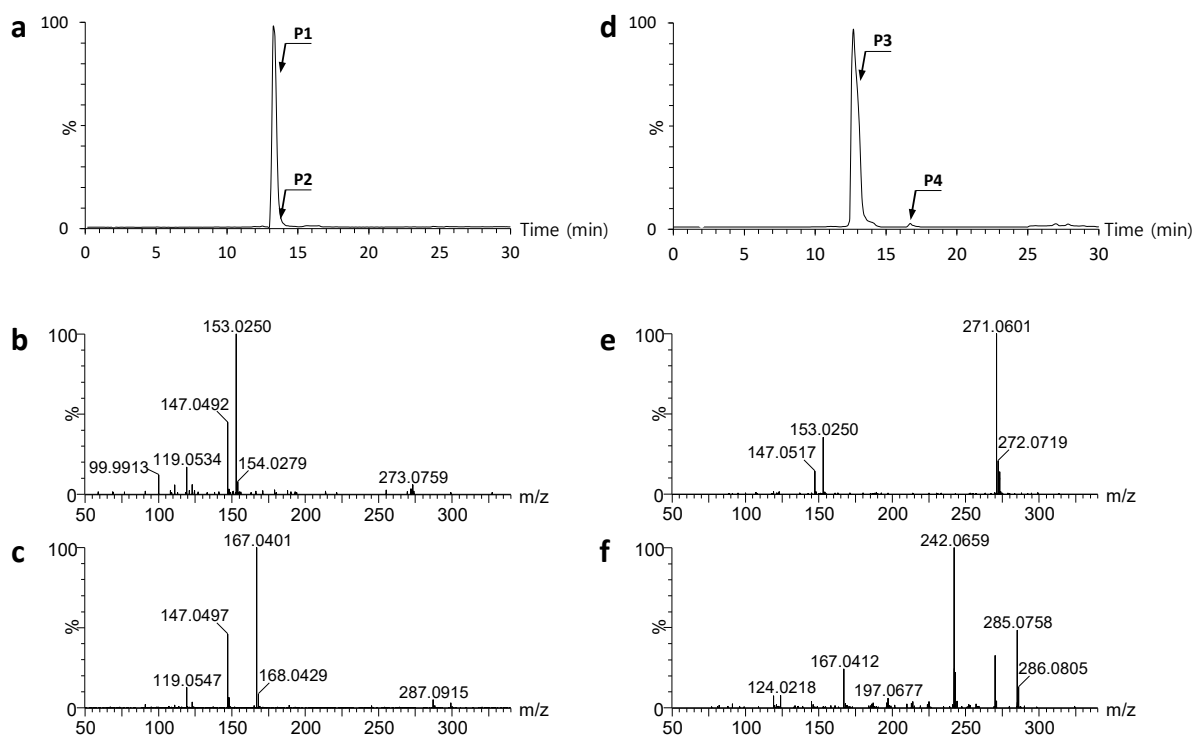 a
100
P1
%
P2
0
Time (min)
0 5 10 15 20 25 30
d
100
P3
%
P4
0
Time (min)
0 5 10 15 20 25 30
b
100
153.0250
147.0492
%
99.9913
119.0534
154.0279
273.0759
0
m/z
50 100 150 200 250 300
e
100
271.0601
%
153.0250
147.0517
272.0719
0
m/z
50 100 150 200 250 300
c
100
167.0401
147.0497
%
119.0547
168.0429
287.0915
0
m/z
50 100 150 200 250 300
f
100
242.0659
%
285.0758
167.0412
286.0805
124.0218
197.0677
0
m/z
50 100 150 200 250 300